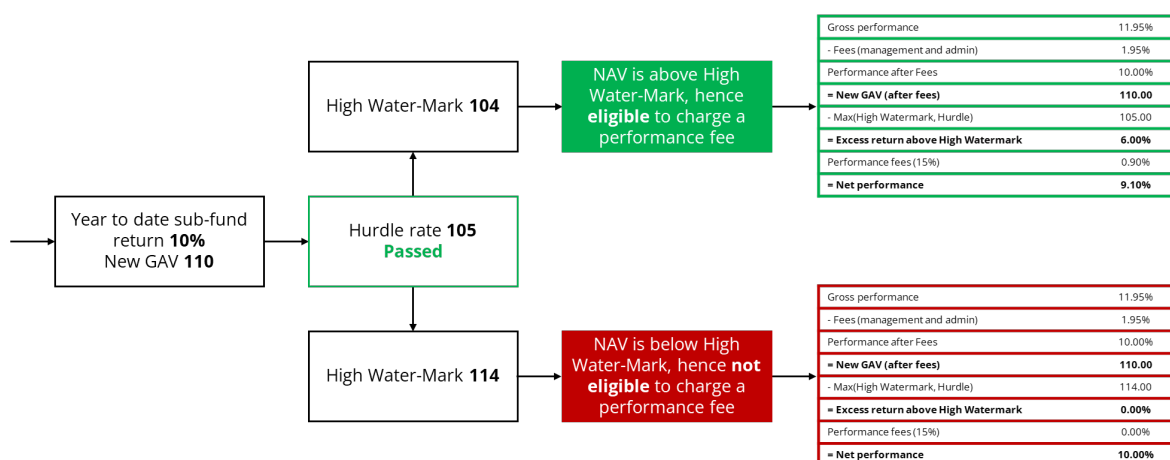 Year to date sub-fund
return 10%
New GAV 110
Hurdle rate 105
Passed
High Water-Mark 104
NAV is above High
Water-Mark, hence
eligible to charge a
performance fee
Gross performance 11.95%
- Fees (management and admin) 1.95%
Performance after Fees 10.00%
= New GAV (after fees) 110.00
- Max(High Watermark, Hurdle) 105.00
= Excess return above High Watermark 6.00%
Performance fees (15%) 0.90%
= Net performance 9.10%
High Water-Mark 114
NAV is below High
Water-Mark, hence not
eligible to charge a
performance fee
Gross performance 11.95%
- Fees (management and admin) 1.95%
Performance after Fees 10.00%
= New GAV (after fees) 110.00
- Max(High Watermark, Hurdle) 114.00
= Excess return above High Watermark 0.00%
Performance fees (15%) 0.00%
= Net performance 10.00%